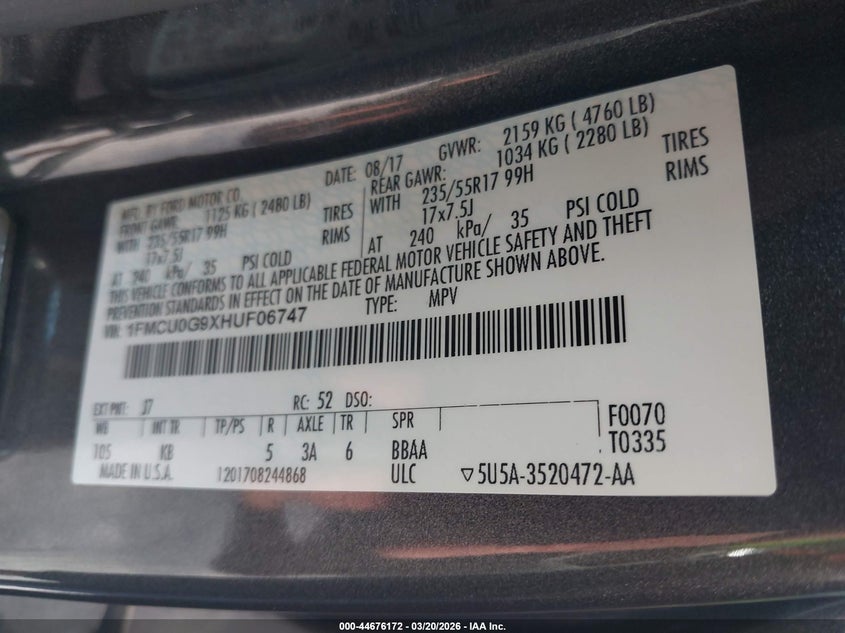 MFD. BY FORD MOTOR CO. DATE: 08/17 GVWR: 2159 KG ( 4760 LB)
FRONT GAWR: 1125 KG ( 2480 LB) REAR GAWR: 1034 KG ( 2280 LB)
WITH 235/55R17 99H TIRES WITH 235/55R17 99H TIRES
17x7.5J RIMS 17x7.5J RIMS
AT 240 kPa/ 35 PSI COLD AT 240 kPa/ 35 PSI COLD
THIS VEHICLE CONFORMS TO ALL APPLICABLE FEDERAL MOTOR VEHICLE SAFETY AND THEFT
PREVENTION STANDARDS IN EFFECT ON THE DATE OF MANUFACTURE SHOWN ABOVE.
VIN: 1FMCU0G9XHUF06747 TYPE: MPV
EXT PNT: J7 RC: 52 DSO:
WB INT TR TP/PS R AXLE TR SPR F0070
105 KB 5 3A 6 BBAA T0335
MADE IN U.S.A. 1201708244868 ULC ▽5U5A-3520472-AA
000-44676172 | 03/20/2026 - IAA Inc.